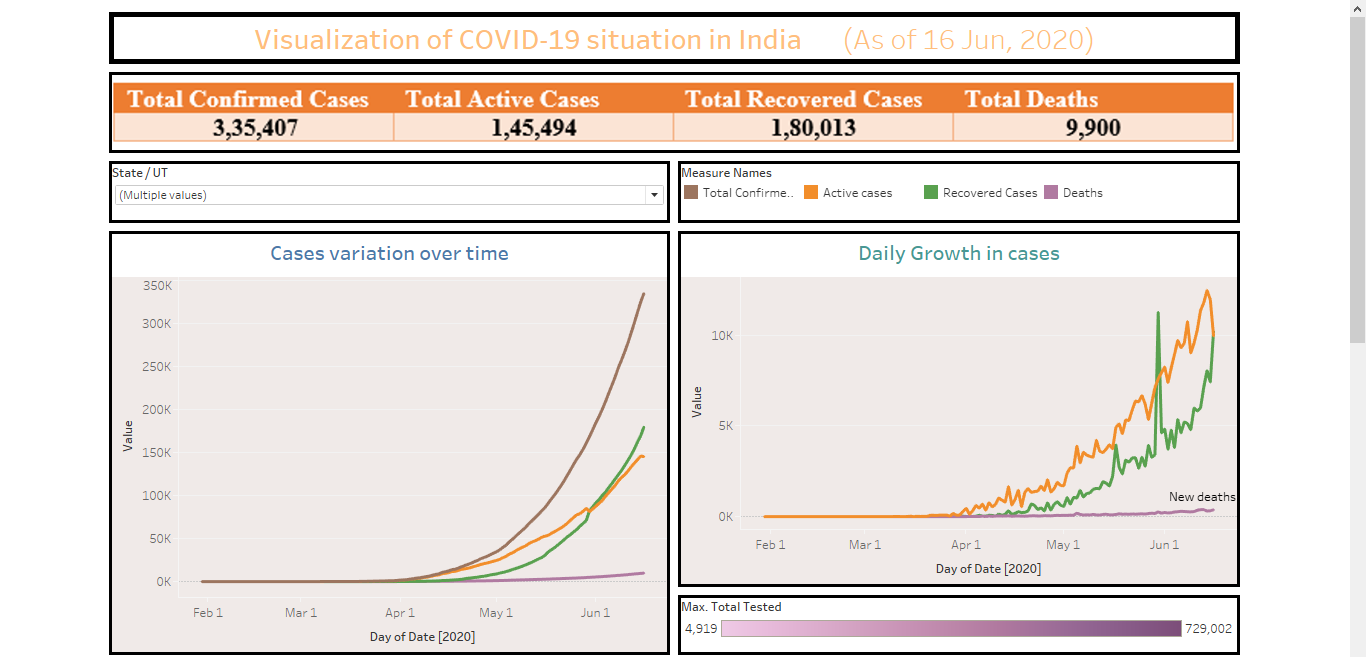 Visualization of COVID-19 situation in India (As of 16 Jun, 2020)
Total Confirmed Cases Total Active Cases Total Recovered Cases Total Deaths
3,35,407 1,45,494 1,80,013 9,900
State / UT
(Multiple values)
Measure Names
Total Confirme.. Active cases Recovered Cases Deaths
Cases variation over time
350K
300K
250K
200K
150K
100K
50K
0K
Value
Feb 1 Mar 1 Apr 1 May 1 Jun 1
Day of Date [2020]
Daily Growth in cases
10K
5K
0K
Value
New deaths
Feb 1 Mar 1 Apr 1 May 1 Jun 1
Day of Date [2020]
Max. Total Tested
4,919 729,002